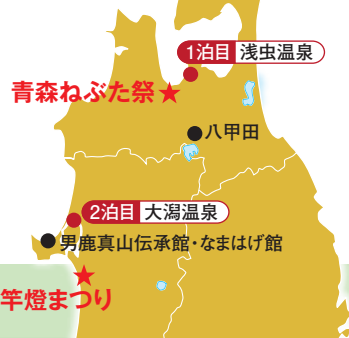 1泊目 浅虫温泉
青森ねぶた祭★
八甲田
2泊目 大潟温泉
男鹿真山伝承館・なまはげ館
★
竿燈まつり